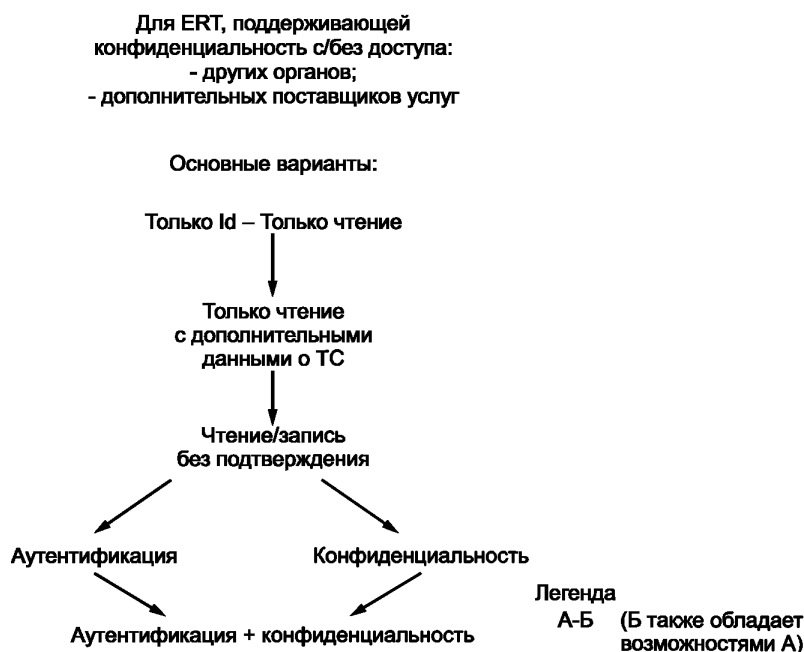 Для ERT, поддерживающей
конфиденциальность с/без доступа:
- других органов;
- дополнительных поставщиков услуг
Основные варианты:
Только Id – Только чтение
Только чтение
с дополнительными
данными о ТС
Чтение/запись
без подтверждения
Аутентификация
Конфиденциальность
Аутентификация + конфиденциальность
Легенда
А-Б (Б также обладает
возможностями А)